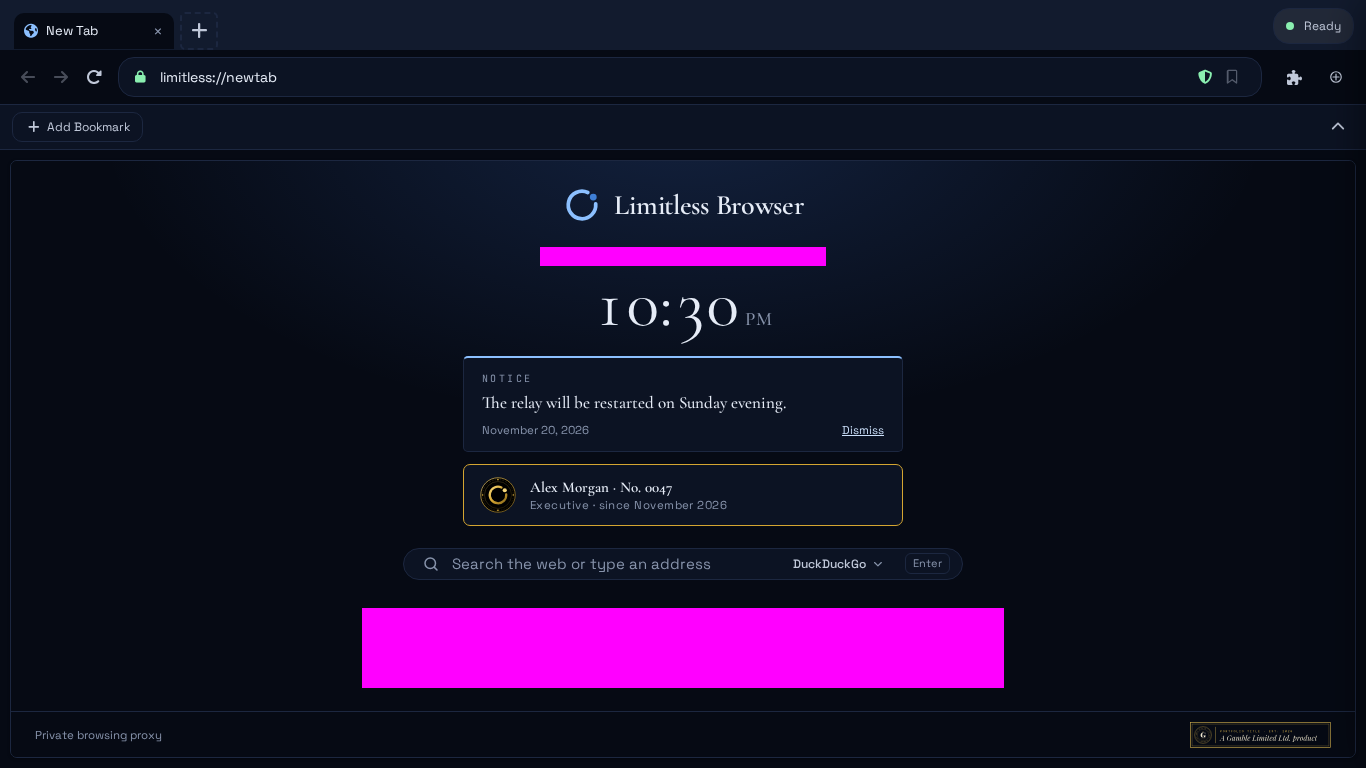 New Tab
Ready
limitless://newtab
Add Bookmark
Limitless Browser
10:30 PM
NOTICE
The relay will be restarted on Sunday evening.
November 20, 2026
Dismiss
Alex Morgan · No. 0047
Executive · since November 2026
Search the web or type an address
DuckDuckGo
Enter
Private browsing proxy
G
A Gamble Limited Ltd. product